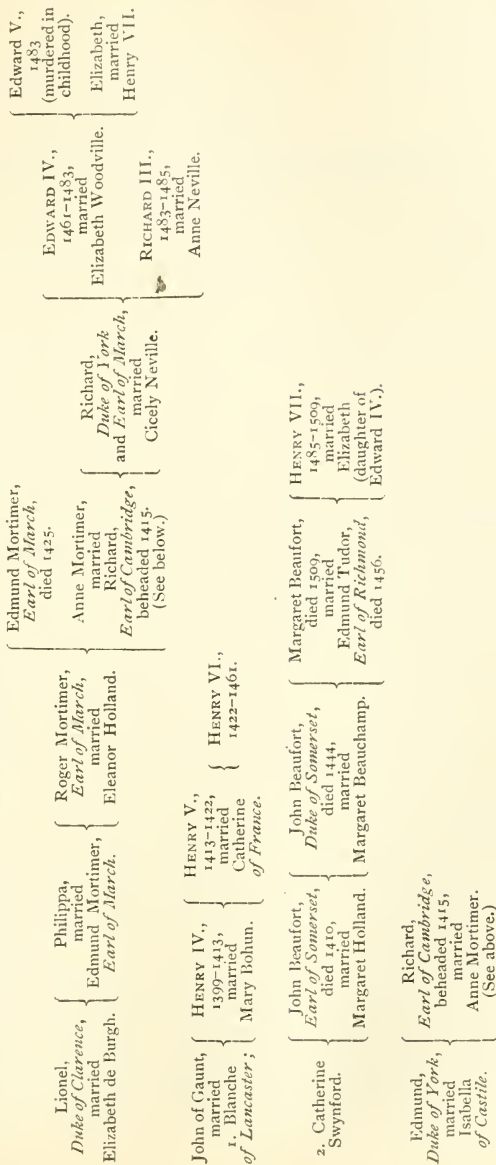 Lionel,
Duke of Clarence,
married
Elizabeth de Burgh.
Philippa,
married
Edmund Mortimer,
Earl of March.
Roger Mortimer,
Earl of March,
married
Eleanor Holland.
Edmund Mortimer,
Earl of March,
died 1425.
Anne Mortimer,
married
Richard,
Earl of Cambridge,
beheaded 1415.
(See below.)
Richard,
Duke of York
and Earl of March,
married
Cicely Neville.
EDWARD IV.,
1461-1483,
married
Elizabeth Woodville.
RICHARD III.,
1483-1485,
married
Anne Neville.
Edward V.,
1483
(murdered in
childhood).
Elizabeth,
married
Henry VII.
John of Gaunt,
married
1. Blanche
of Lancaster;
HENRY IV.,
1399-1413,
married
Mary Bohun.
HENRY V.,
1413-1422,
married
Catherine
of France.
HENRY VI.,
1422-1461.
2. Catherine
Swynford.
John Beaufort,
Earl of Somerset,
died 1410,
married
Margaret Holland.
John Beaufort,
Duke of Somerset,
died 1444,
married
Margaret Beauchamp.
Margaret Beaufort,
died 1509,
married
Edmund Tudor,
Earl of Richmond,
died 1456.
HENRY VII.,
1485-1509,
married
Elizabeth
(daughter of
Edward IV.).
Edmund,
Duke of York,
married
Isabella
of Castile.
Richard,
Earl of Cambridge,
beheaded 1415,
married
Anne Mortimer.
(See above.)